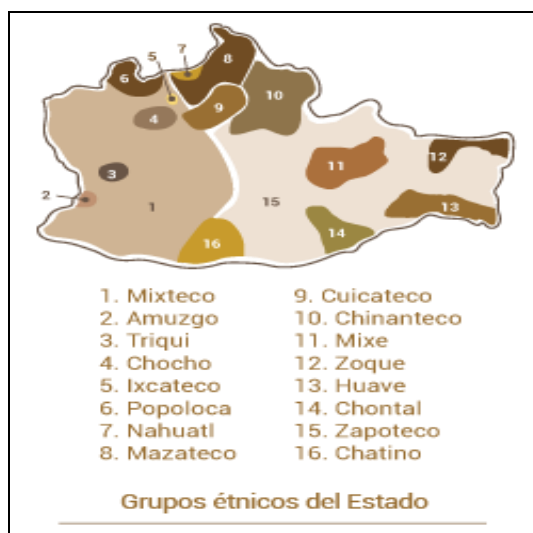 7
8
5
6
10
9
4
12
11
3
2
1
15
13
14
16
1. Mixteco
2. Amuzgo
3. Triqui
4. Chocho
5. Ixcateco
6. Popoloca
7. Nahuatl
8. Mazateco
9. Cuicateco
10. Chinanteco
11. Mixe
12. Zoque
13. Huave
14. Chontal
15. Zapoteco
16. Chatino
Grupos étnicos del Estado